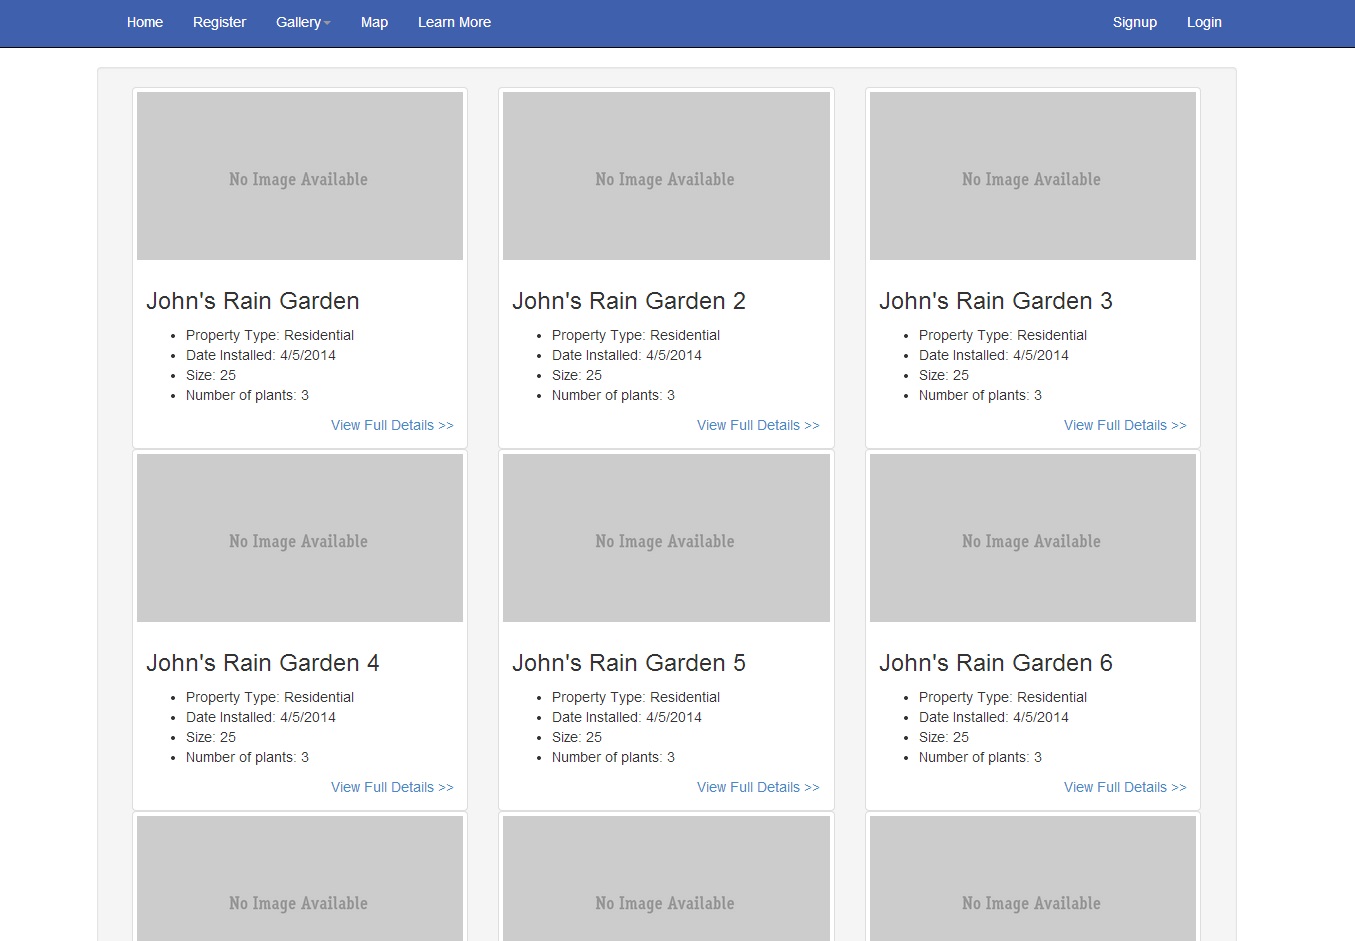 Home Register Gallery Map Learn More Signup Login
No Image Available No Image Available No Image Available
John's Rain Garden John's Rain Garden 2 John's Rain Garden 3
Property Type: Residential Property Type: Residential Property Type: Residential
Date Installed: 4/5/2014 Date Installed: 4/5/2014 Date Installed: 4/5/2014
Size: 25 Size: 25 Size: 25
Number of plants: 3 Number of plants: 3 Number of plants: 3
View Full Details >> View Full Details >> View Full Details >>
No Image Available No Image Available No Image Available
John's Rain Garden 4 John's Rain Garden 5 John's Rain Garden 6
Property Type: Residential Property Type: Residential Property Type: Residential
Date Installed: 4/5/2014 Date Installed: 4/5/2014 Date Installed: 4/5/2014
Size: 25 Size: 25 Size: 25
Number of plants: 3 Number of plants: 3 Number of plants: 3
View Full Details >> View Full Details >> View Full Details >>
No Image Available No Image Available No Image Available